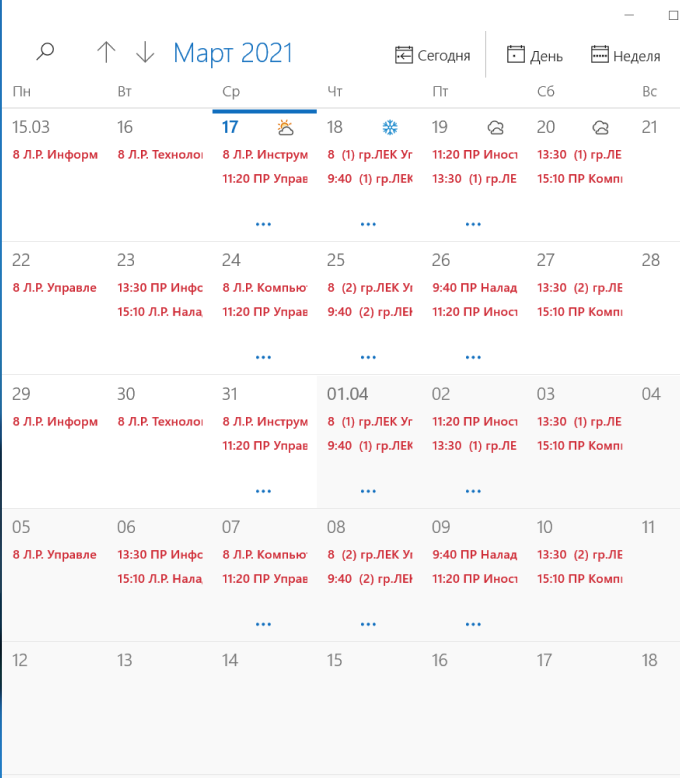 Март 2021 Сегодня День Неделя
Пн Вт Ср Чт Пт Сб Вс
15.03 16 17 18 19 20 21
8 Л.Р. Информ 8 Л.Р. Техноло 8 Л.Р. Инструм 8 (1) гр.ЛЕК Уп 11:20 ПР Иност 13:30 (1) гр.ЛЕ
11:20 ПР Управ 9:40 (1) гр.ЛЕК 13:30 (1) гр.ЛЕ 15:10 ПР Комп
... ... ...
22 23 24 25 26 27 28
8 Л.Р. Управле 13:30 ПР Инфо 8 Л.Р. Компью 8 (2) гр.ЛЕК Уп 9:40 ПР Налад 13:30 (2) гр.ЛЕ
15:10 Л.Р. Нала 11:20 ПР Управ 9:40 (2) гр.ЛЕК 11:20 ПР Иност 15:10 ПР Комп
... ... ...
29 30 31 01.04 02 03 04
8 Л.Р. Информ 8 Л.Р. Техноло 8 Л.Р. Инструм 8 (1) гр.ЛЕК Уп 11:20 ПР Иност 13:30 (1) гр.ЛЕ
11:20 ПР Управ 9:40 (1) гр.ЛЕК 13:30 (1) гр.ЛЕ 15:10 ПР Комп
... ... ...
05 06 07 08 09 10 11
8 Л.Р. Управле 13:30 ПР Инфо 8 Л.Р. Компью 8 (2) гр.ЛЕК Уп 9:40 ПР Налад 13:30 (2) гр.ЛЕ
15:10 Л.Р. Нала 11:20 ПР Управ 9:40 (2) гр.ЛЕК 11:20 ПР Иност 15:10 ПР Комп
... ... ...
12 13 14 15 16 17 18